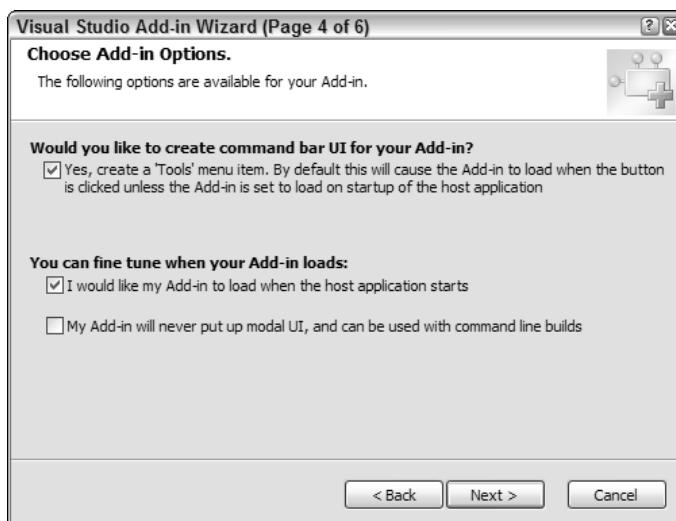 Visual Studio Add-in Wizard (Page 4 of 6)
Choose Add-in Options.
The following options are available for your Add-in.
Would you like to create command bar UI for your Add-in?
Yes, create a 'Tools' menu item. By default this will cause the Add-in to load when the button
is clicked unless the Add-in is set to load on startup of the host application
You can fine tune when your Add-in loads:
I would like my Add-in to load when the host application starts
My Add-in will never put up modal UI, and can be used with command line builds
< Back
Next >
Cancel